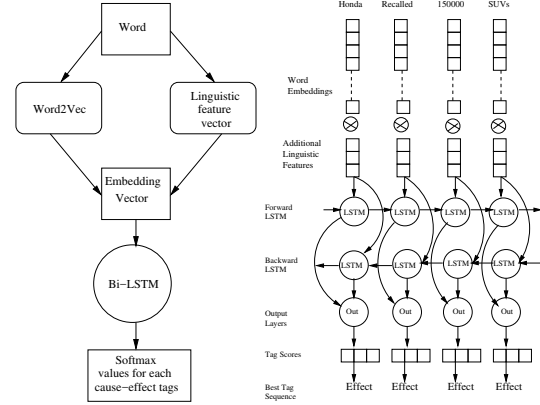 Word
Word2Vec
Linguistic
feature
vector
Embedding
Vector
Bi-LSTM
Softmax
values for each
cause-effect tags
Honda Recalled 150000 SUVs
Word
Embeddings
Additional
Linguistic
Features
Forward
LSTM
LSTM LSTM LSTM LSTM
Backward
LSTM
LSTM LSTM LSTM LSTM
Output
Layers
Out Out Out Out
Tag Scores
Best Tag
Sequence
Effect Effect Effect Effect